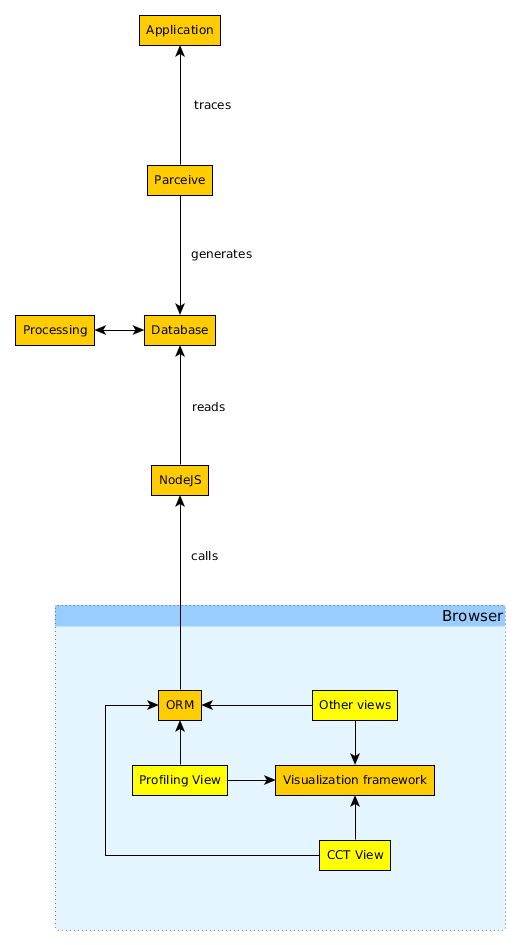 Application
traces
Parceive
generates
Processing
Database
reads
NodeJS
calls
Browser
ORM
Other views
Profiling View
Visualization framework
CCT View